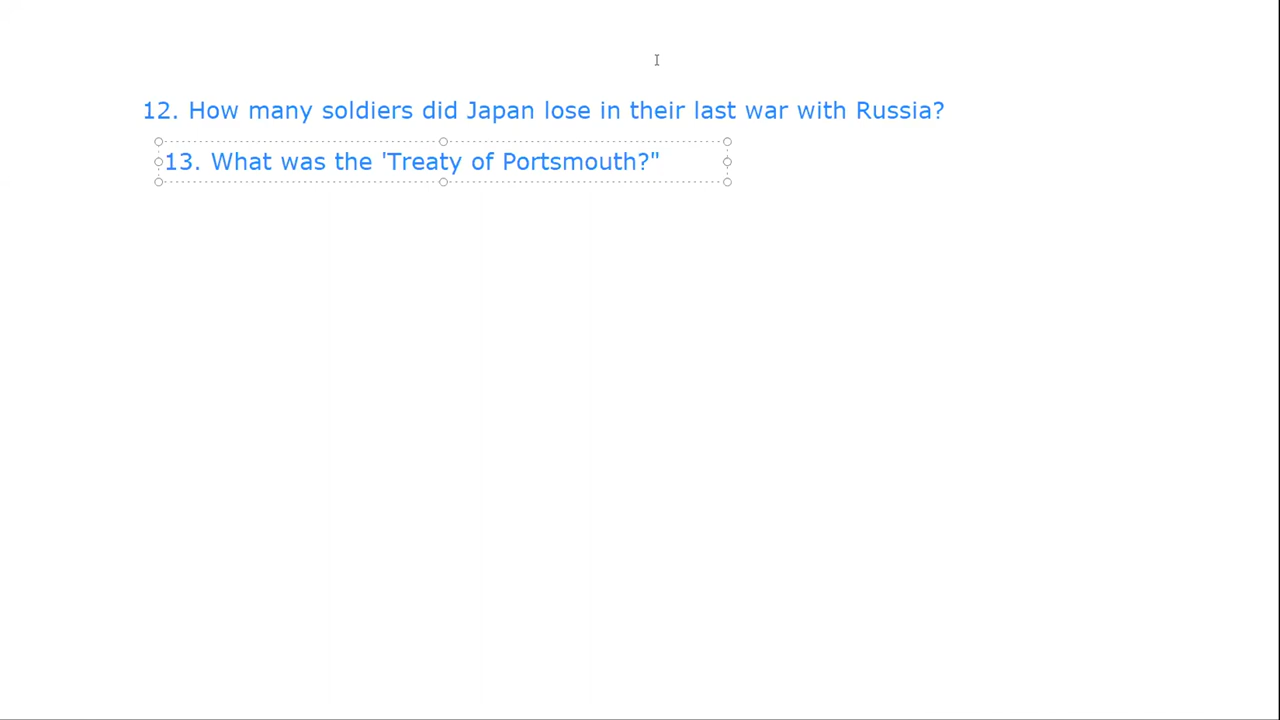 12. How many soldiers did Japan lose in their last war with Russia?
13. What was the 'Treaty of Portsmouth?"